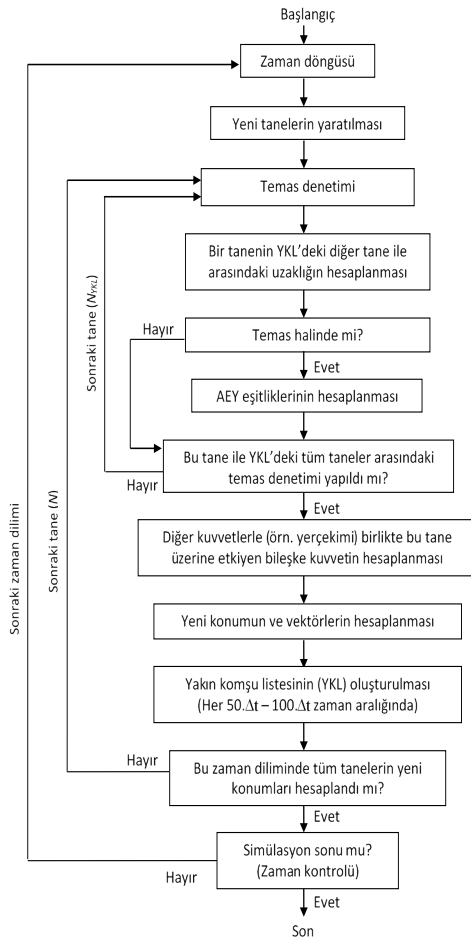 Başlangıç
Zaman döngüsü
Yeni tanelerin yaratılması
Temas denetimi
Bir tanenin YKL'deki diğer tane ile
arasındaki uzaklığın hesaplanması
Hayır
Temas halinde mi?
Evet
AEY eşitliklerinin hesaplanması
Bu tane ile YKL'deki tüm taneler arasındaki
temas denetimi yapıldı mı?
Hayır
Evet
Diğer kuvvetlerle (örn. yerçekimi) birlikte bu tane
üzerine etkiyen bileşke kuvvetin hesaplanması
Yeni konumun ve vektörlerin hesaplanması
Yakın komşu listesinin (YKL) oluşturulması
(Her 50.Δt – 100.Δt zaman aralığında)
Hayır
Bu zaman diliminde tüm tanelerin yeni
konumları hesaplandı mı?
Evet
Simülasyon sonu mu?
(Zaman kontrolü)
Hayır
Evet
Son
Sonraki zaman dilimi
Sonraki tane (N)
Sonraki tane (NYKL)